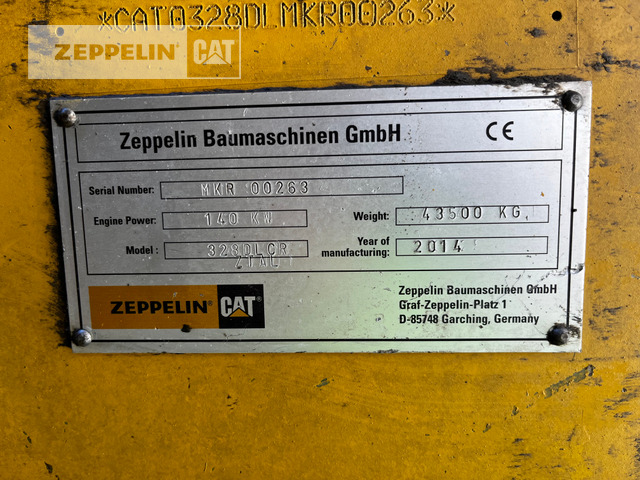 *CAT0328DLMKR00263*
ZEPPELIN CAT
Zeppelin Baumaschinen GmbH CE
Serial Number: MKR 00263
Engine Power: 140 KW Weight: 43500 KG
Model: 328DLCR Year of manufacturing: 2014
ZEPPELIN® CAT®
Zeppelin Baumaschinen GmbH
Graf-Zeppelin-Platz 1
D-85748 Garching, Germany